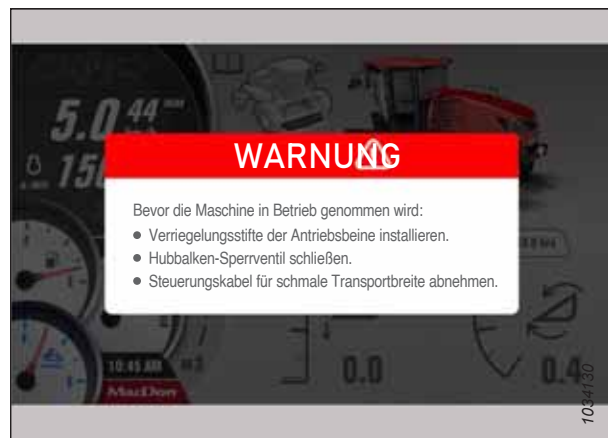 5.0 44
WARNUNG
Bevor die Maschine in Betrieb genommen wird:
● Verriegelungsstifte der Antriebsbeine installieren.
● Hubbalken-Sperrventil schließen.
● Steuerungskabel für schmale Transportbreite abnehmen.
10:45 AM
MacDon
0.0
0.4
1034130